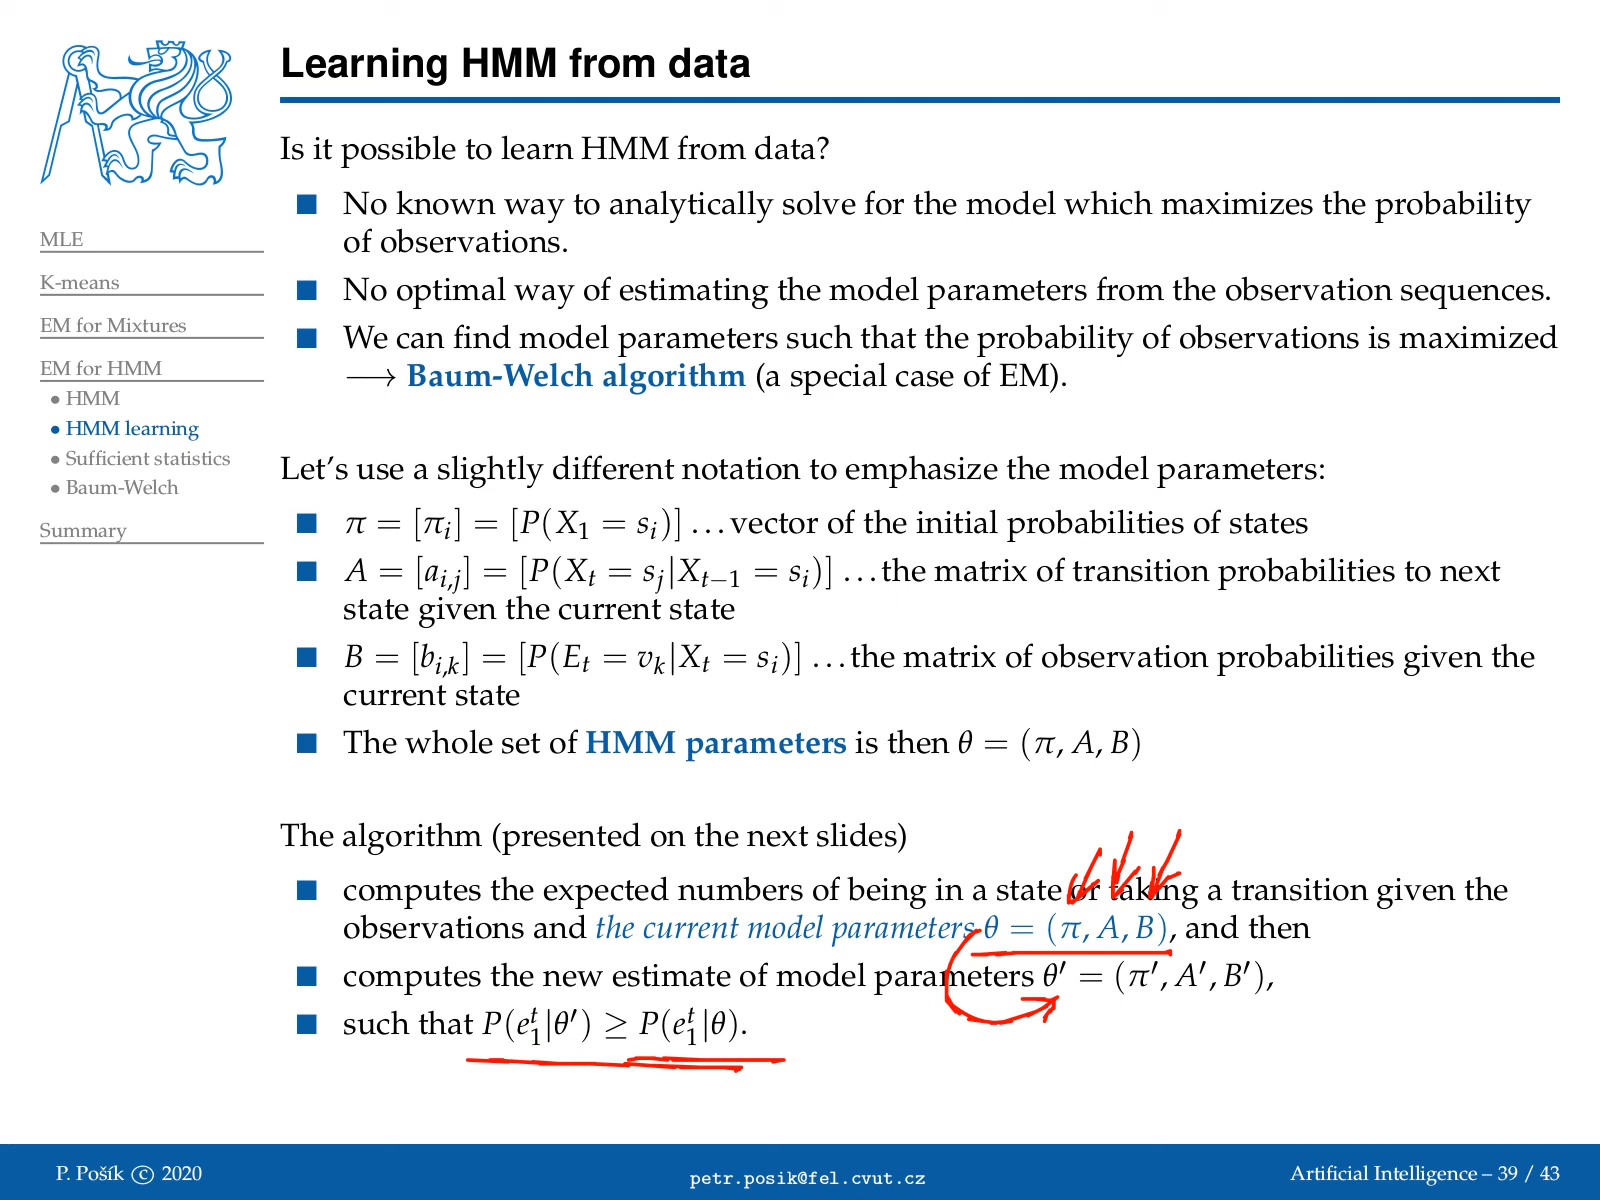 Learning HMM from data
Is it possible to learn HMM from data?
■ No known way to analytically solve for the model which maximizes the probability
of observations.
■ No optimal way of estimating the model parameters from the observation sequences.
■ We can find model parameters such that the probability of observations is maximized
⟶ Baum-Welch algorithm (a special case of EM).
MLE
K-means
EM for Mixtures
EM for HMM
• HMM
• HMM learning
• Sufficient statistics
• Baum-Welch
Summary
Let's use a slightly different notation to emphasize the model parameters:
■ π = [π_i] = [P(X_1 = s_i)] … vector of the initial probabilities of states
■ A = [a_{i,j}] = [P(X_t = s_j|X_{t−1} = s_i)] … the matrix of transition probabilities to next
state given the current state
■ B = [b_{i,k}] = [P(E_t = v_k|X_t = s_i)] … the matrix of observation probabilities given the
current state
■ The whole set of HMM parameters is then θ = (π, A, B)
The algorithm (presented on the next slides)
■ computes the expected numbers of being in a state or taking a transition given the
observations and the current model parameters θ = (π, A, B), and then
■ computes the new estimate of model parameters θ′ = (π′, A′, B′),
■ such that P(e_1^t|θ′) ≥ P(e_1^t|θ).
P. Pošík © 2020
petr.posik@fel.cvut.cz
Artificial Intelligence – 39 / 43